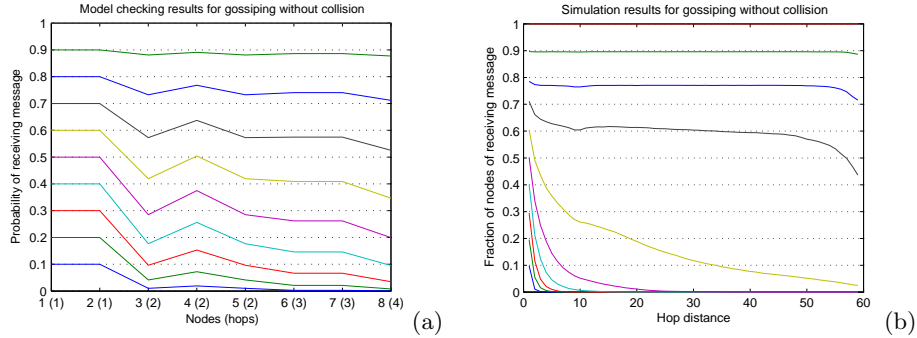 Model checking results for gossiping without collision
1
0.9
0.8
0.7
0.6
0.5
0.4
0.3
0.2
0.1
0
Probability of receiving message
1 (1) 2 (1) 3 (2) 4 (2) 5 (2) 6 (3) 7 (3) 8 (4)
Nodes (hops)
(a)
Simulation results for gossiping without collision
1
0.9
0.8
0.7
0.6
0.5
0.4
0.3
0.2
0.1
0
Fraction of nodes of receiving message
0 10 20 30 40 50 60
Hop distance
(b)